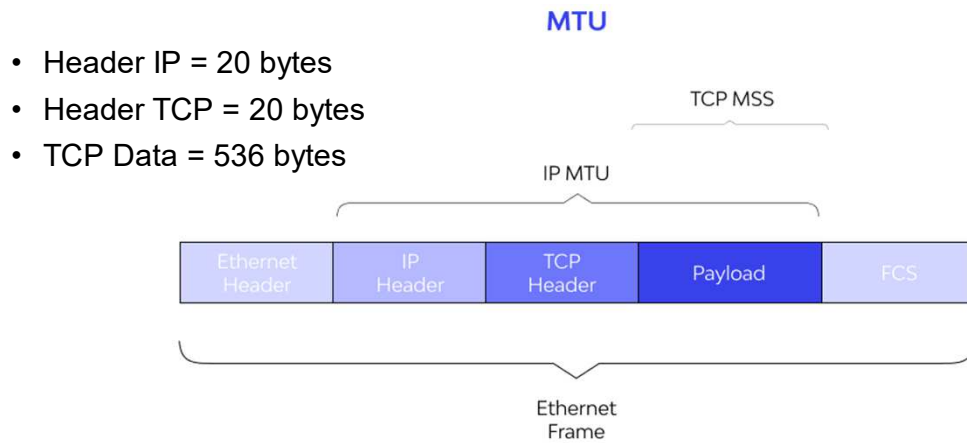 MTU
• Header IP = 20 bytes
• Header TCP = 20 bytes
• TCP Data = 536 bytes
TCP MSS
IP MTU
Ethernet
Header
IP
Header
TCP
Header
Payload
FCS
Ethernet
Frame